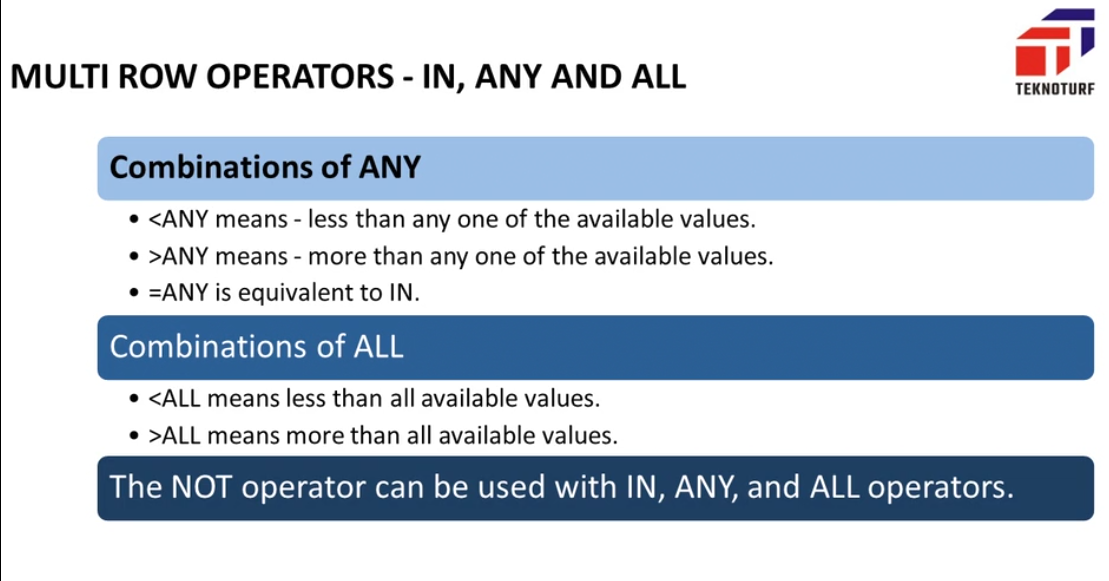 MULTI ROW OPERATORS - IN, ANY AND ALL
TEKNOTURF
Combinations of ANY
• <ANY means - less than any one of the available values.
• >ANY means - more than any one of the available values.
• =ANY is equivalent to IN.
Combinations of ALL
• <ALL means less than all available values.
• >ALL means more than all available values.
The NOT operator can be used with IN, ANY, and ALL operators.